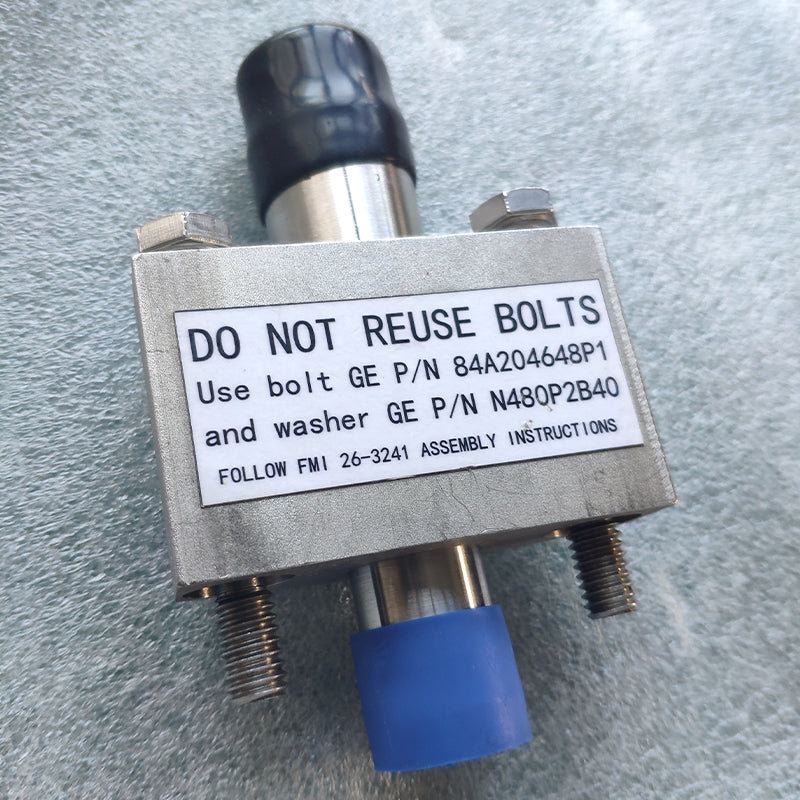 DO NOT REUSE BOLTS
Use bolt GE P/N 84A204648P1
and washer GE P/N N480P2B40
FOLLOW FMI 26-3241 ASSEMBLY INSTRUCTIONS